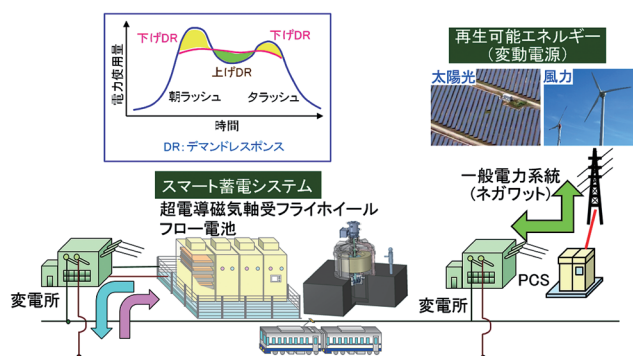 下げDR
下げDR
上げDR
電力使用量
朝ラッシュ
タラッシュ
時間
DR：デマンドレスポンス
再生可能エネルギー
（変動電源）
太陽光
風力
スマート蓄電システム
超電導磁気軸受フライホイール
フロー電池
一般電力系統
（ネガワット）
変電所
変電所
PCS